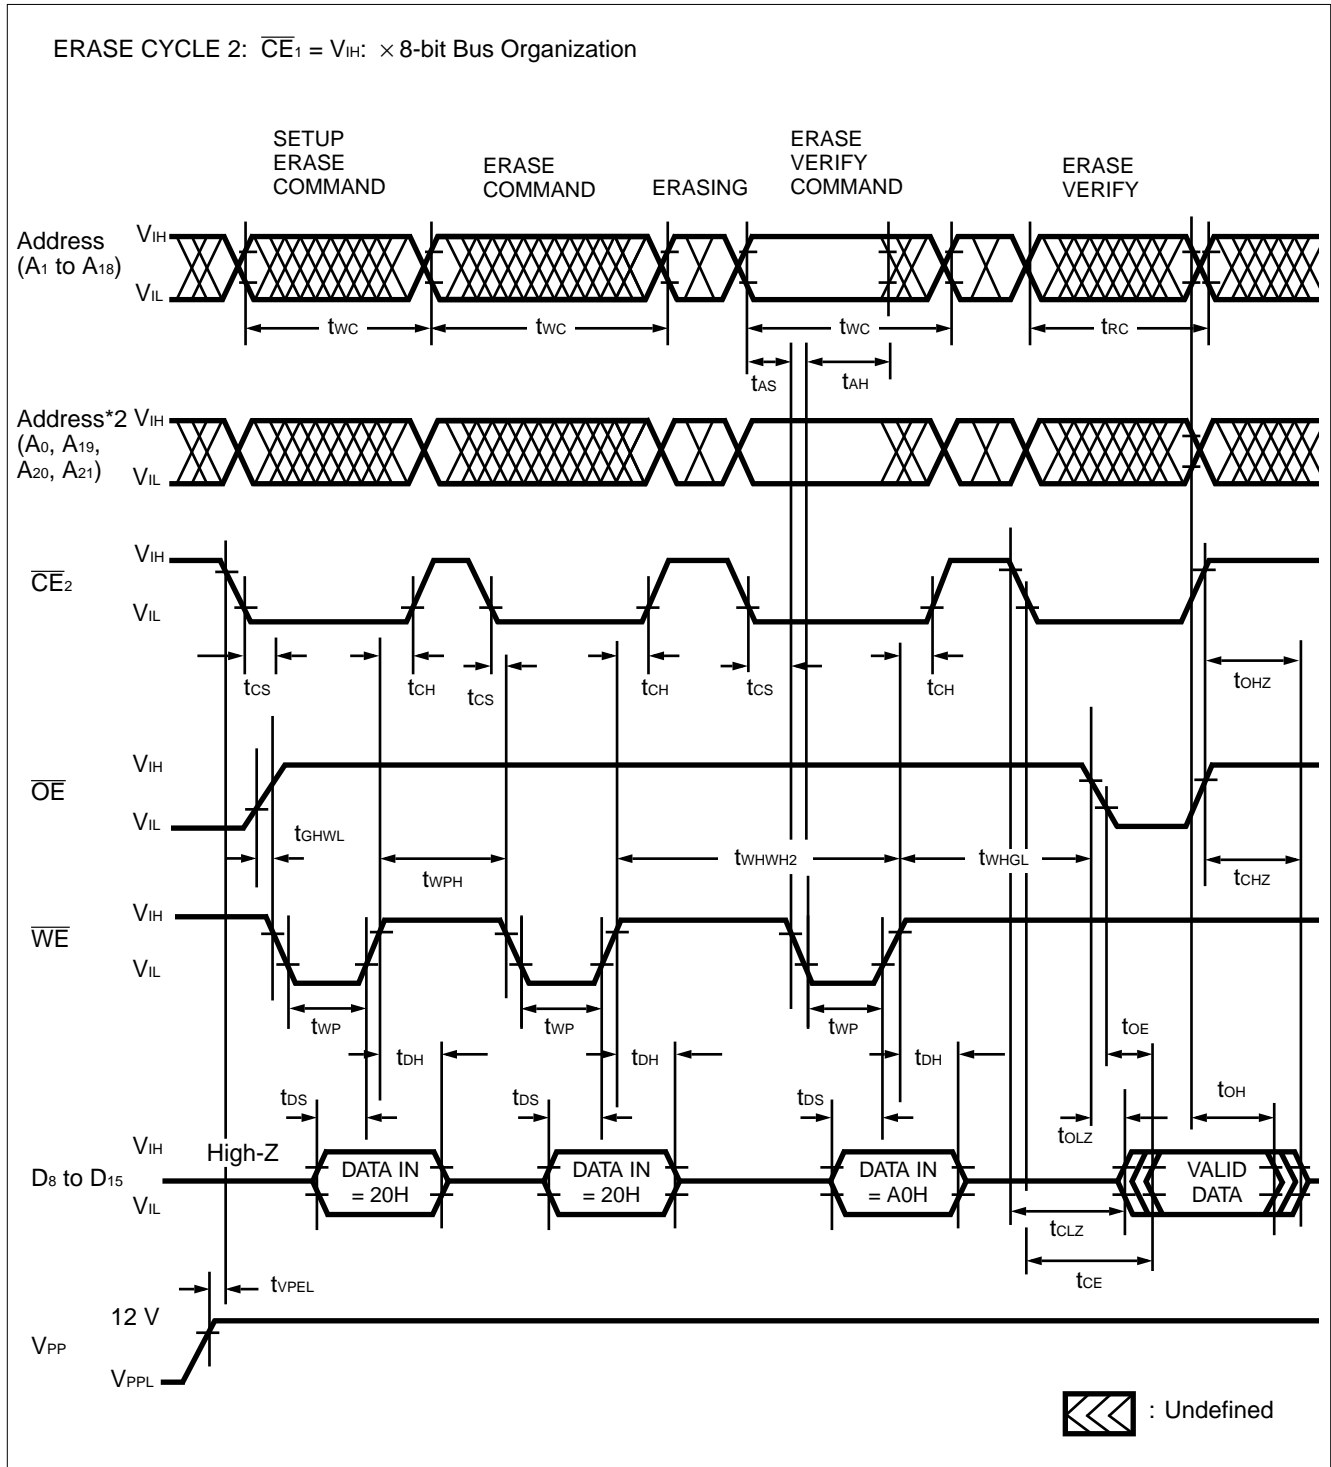 ERASE CYCLE 2: CE1 = VIH: × 8-bit Bus Organization
SETUP
ERASE
COMMAND
ERASE
COMMAND
ERASING
ERASE
VERIFY
COMMAND
ERASE
VERIFY
Address
(A1 to A18)
VIH
VIL
tWC
tWC
tWC
tRC
tAS
tAH
Address*2
(A0, A19,
A20, A21)
VIH
VIL
CE2
VIH
VIL
tCS
tCH
tCS
tCH
tCS
tCH
tOHZ
OE
VIH
VIL
tGHWL
tWPH
tWHWH2
tWHGL
tCHZ
WE
VIH
VIL
tWP
tWP
tWP
tOE
tDH
tDH
tDH
tDS
tDS
tDS
tOH
tOLZ
D8 to D15
VIH
VIL
High-Z
DATA IN
= 20H
DATA IN
= 20H
DATA IN
= A0H
VALID
DATA
tCLZ
tCE
tVPEL
VPP
12 V
VPPL
: Undefined